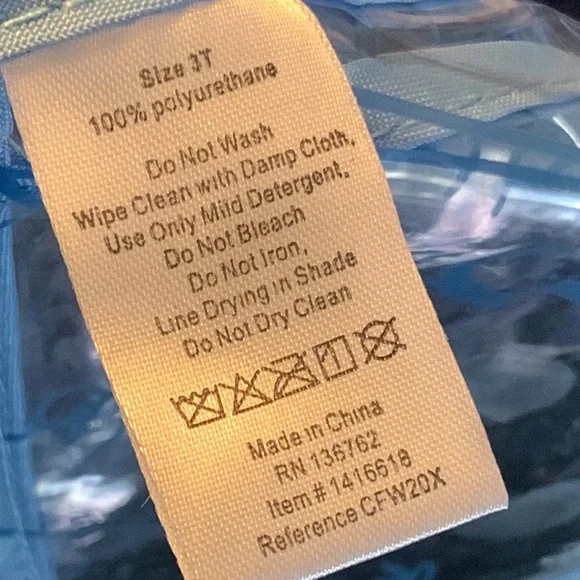 Size 3T
100% polyurethane
Do Not Wash
Wipe Clean with Damp Cloth,
Use Only Mild Detergent,
Do Not Bleach
Do Not Iron,
Line Drying in Shade
Do Not Dry Clean
Made in China
RN 136762
Item # 1416618
Reference CFW20X